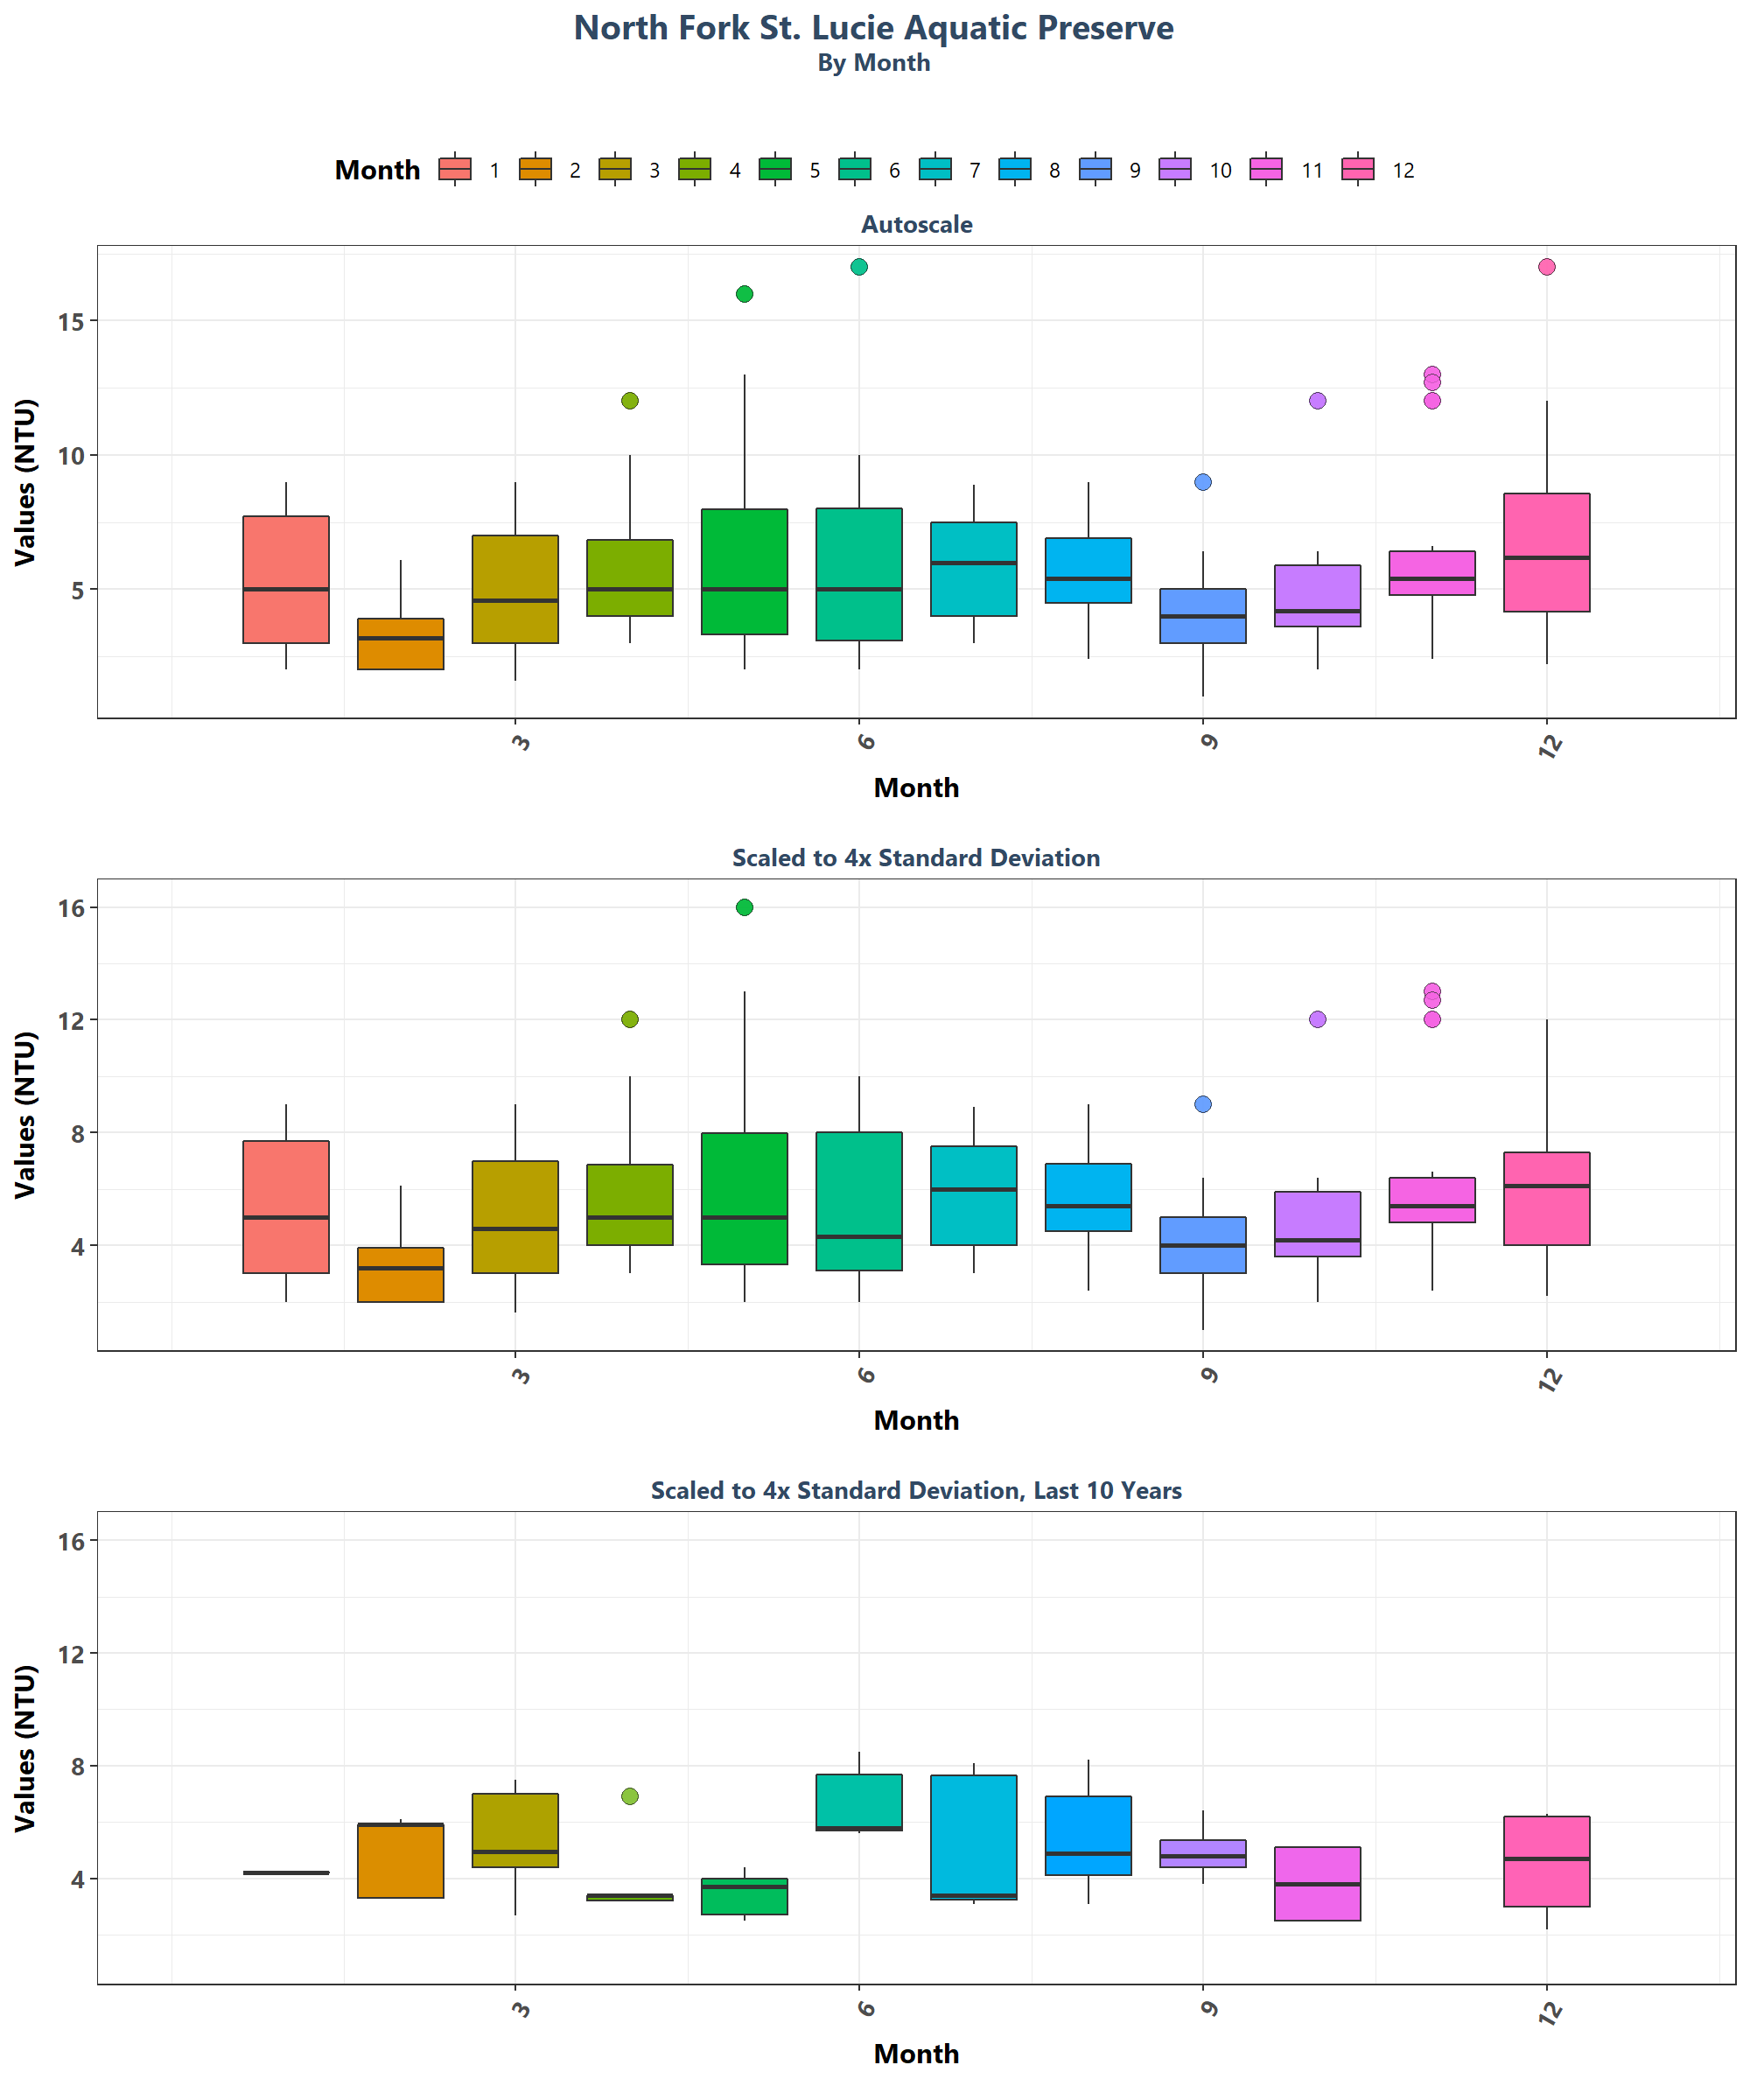 North Fork St. Lucie Aquatic Preserve
By Month
Month 1 2 3 4 5 6 7 8 9 10 11 12
Autoscale
Values (NTU)
15
10
5
3 6 9 12
Month
Scaled to 4x Standard Deviation
Values (NTU)
16
12
8
4
3 6 9 12
Month
Scaled to 4x Standard Deviation, Last 10 Years
Values (NTU)
16
12
8
4
3 6 9 12
Month